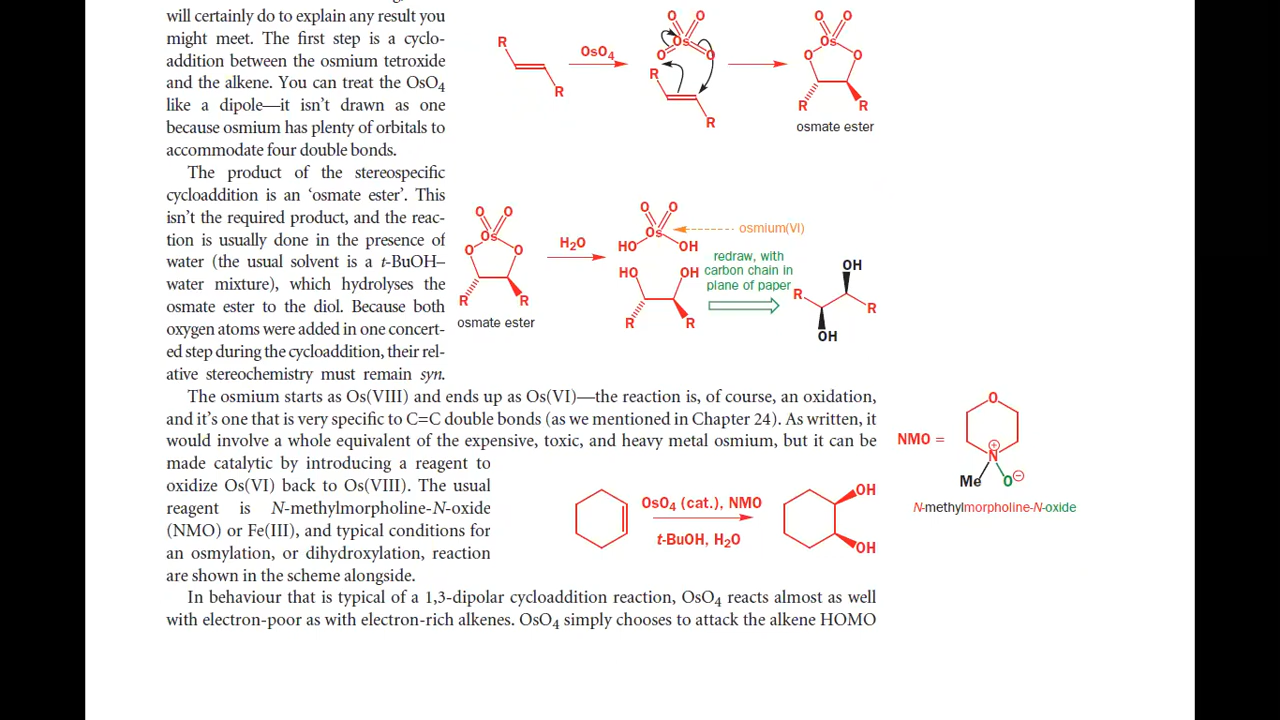 will certainly do to explain any result you
might meet. The first step is a cyclo-
addition between the osmium tetroxide
and the alkene. You can treat the OsO4
like a dipole—it isn't drawn as one
because osmium has plenty of orbitals to
accommodate four double bonds.
R
R
OsO4
O O
Os
O O
R
R
O O
Os
O O
R R
osmate ester
The product of the stereospecific
cycloaddition is an ‘osmate ester’. This
isn't the required product, and the reac-
tion is usually done in the presence of
water (the usual solvent is a t-BuOH–
water mixture), which hydrolyses the
osmate ester to the diol. Because both
oxygen atoms were added in one concert-
ed step during the cycloaddition, their rel-
ative stereochemistry must remain syn.
O O
Os
O O
R R
osmate ester
H2O
O O
Os
HO OH
osmium(VI)
HO OH
R R
redraw, with
carbon chain in
plane of paper
OH
R
R
OH
The osmium starts as Os(VIII) and ends up as Os(VI)—the reaction is, of course, an oxidation,
and it's one that is very specific to C=C double bonds (as we mentioned in Chapter 24). As written, it
would involve a whole equivalent of the expensive, toxic, and heavy metal osmium, but it can be
made catalytic by introducing a reagent to
oxidize Os(VI) back to Os(VIII). The usual
reagent is N-methylmorpholine-N-oxide
(NMO) or Fe(III), and typical conditions for
an osmylation, or dihydroxylation, reaction
are shown in the scheme alongside.
OsO4 (cat.), NMO
t-BuOH, H2O
OH
OH
NMO =
O
⊕
N
Me O⊖
N-methylmorpholine-N-oxide
In behaviour that is typical of a 1,3-dipolar cycloaddition reaction, OsO4 reacts almost as well
with electron-poor as with electron-rich alkenes. OsO4 simply chooses to attack the alkene HOMO